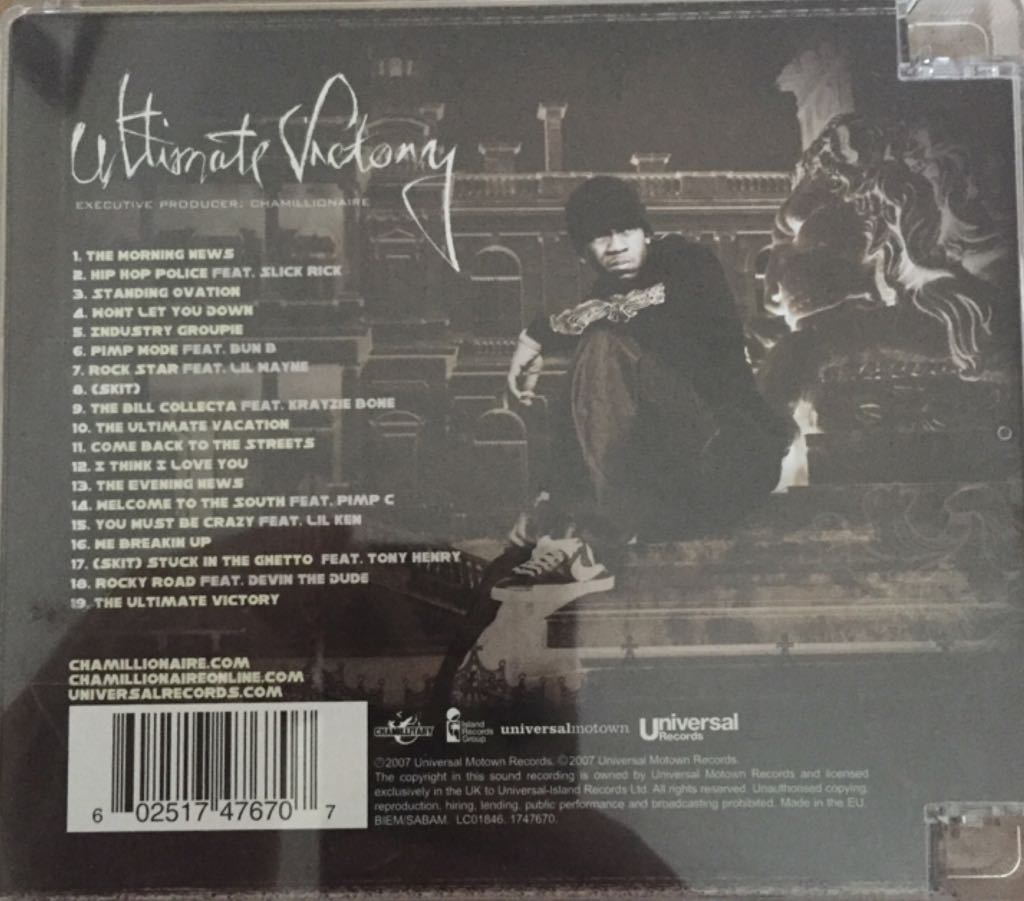 Ultimate Victory
EXECUTIVE PRODUCER: CHAMILLIONAIRE
1. THE MORNING NEWS
2. HIP HOP POLICE FEAT. SLICK RICK
3. STANDING OVATION
4. WONT LET YOU DOWN
5. INDUSTRY GROUPIE
6. PIMP MODE FEAT. BUN B
7. ROCK STAR FEAT. LIL WAYNE
8. (SKIT)
9. THE BILL COLLECTA FEAT. KRAYZIE BONE
10. THE ULTIMATE VACATION
11. COME BACK TO THE STREETS
12. I THINK I LOVE YOU
13. THE EVENING NEWS
14. WELCOME TO THE SOUTH FEAT. PIMP C
15. YOU MUST BE CRAZY FEAT. LIL KEN
16. WE BREAKIN UP
17. (SKIT) STUCK IN THE GHETTO FEAT. TONY HENRY
18. ROCKY ROAD FEAT. DEVIN THE DUDE
19. THE ULTIMATE VICTORY
CHAMILLIONAIRE.COM
CHAMILLIONAIREONLINE.COM
UNIVERSALRECORDS.COM
6 02517 47670 7
CHAMILLITARY
Island
Records
Group
universalmotown
Universal
Records
℗2007 Universal Motown Records. ©2007 Universal Motown Records.
The copyright in this sound recording is owned by Universal Motown Records and licensed
exclusively in the UK to Universal-Island Records Ltd. All rights reserved. Unauthorised copying,
reproduction, hiring, lending, public performance and broadcasting prohibited. Made in the EU.
BIEM/SABAM. LC01846. 1747670.